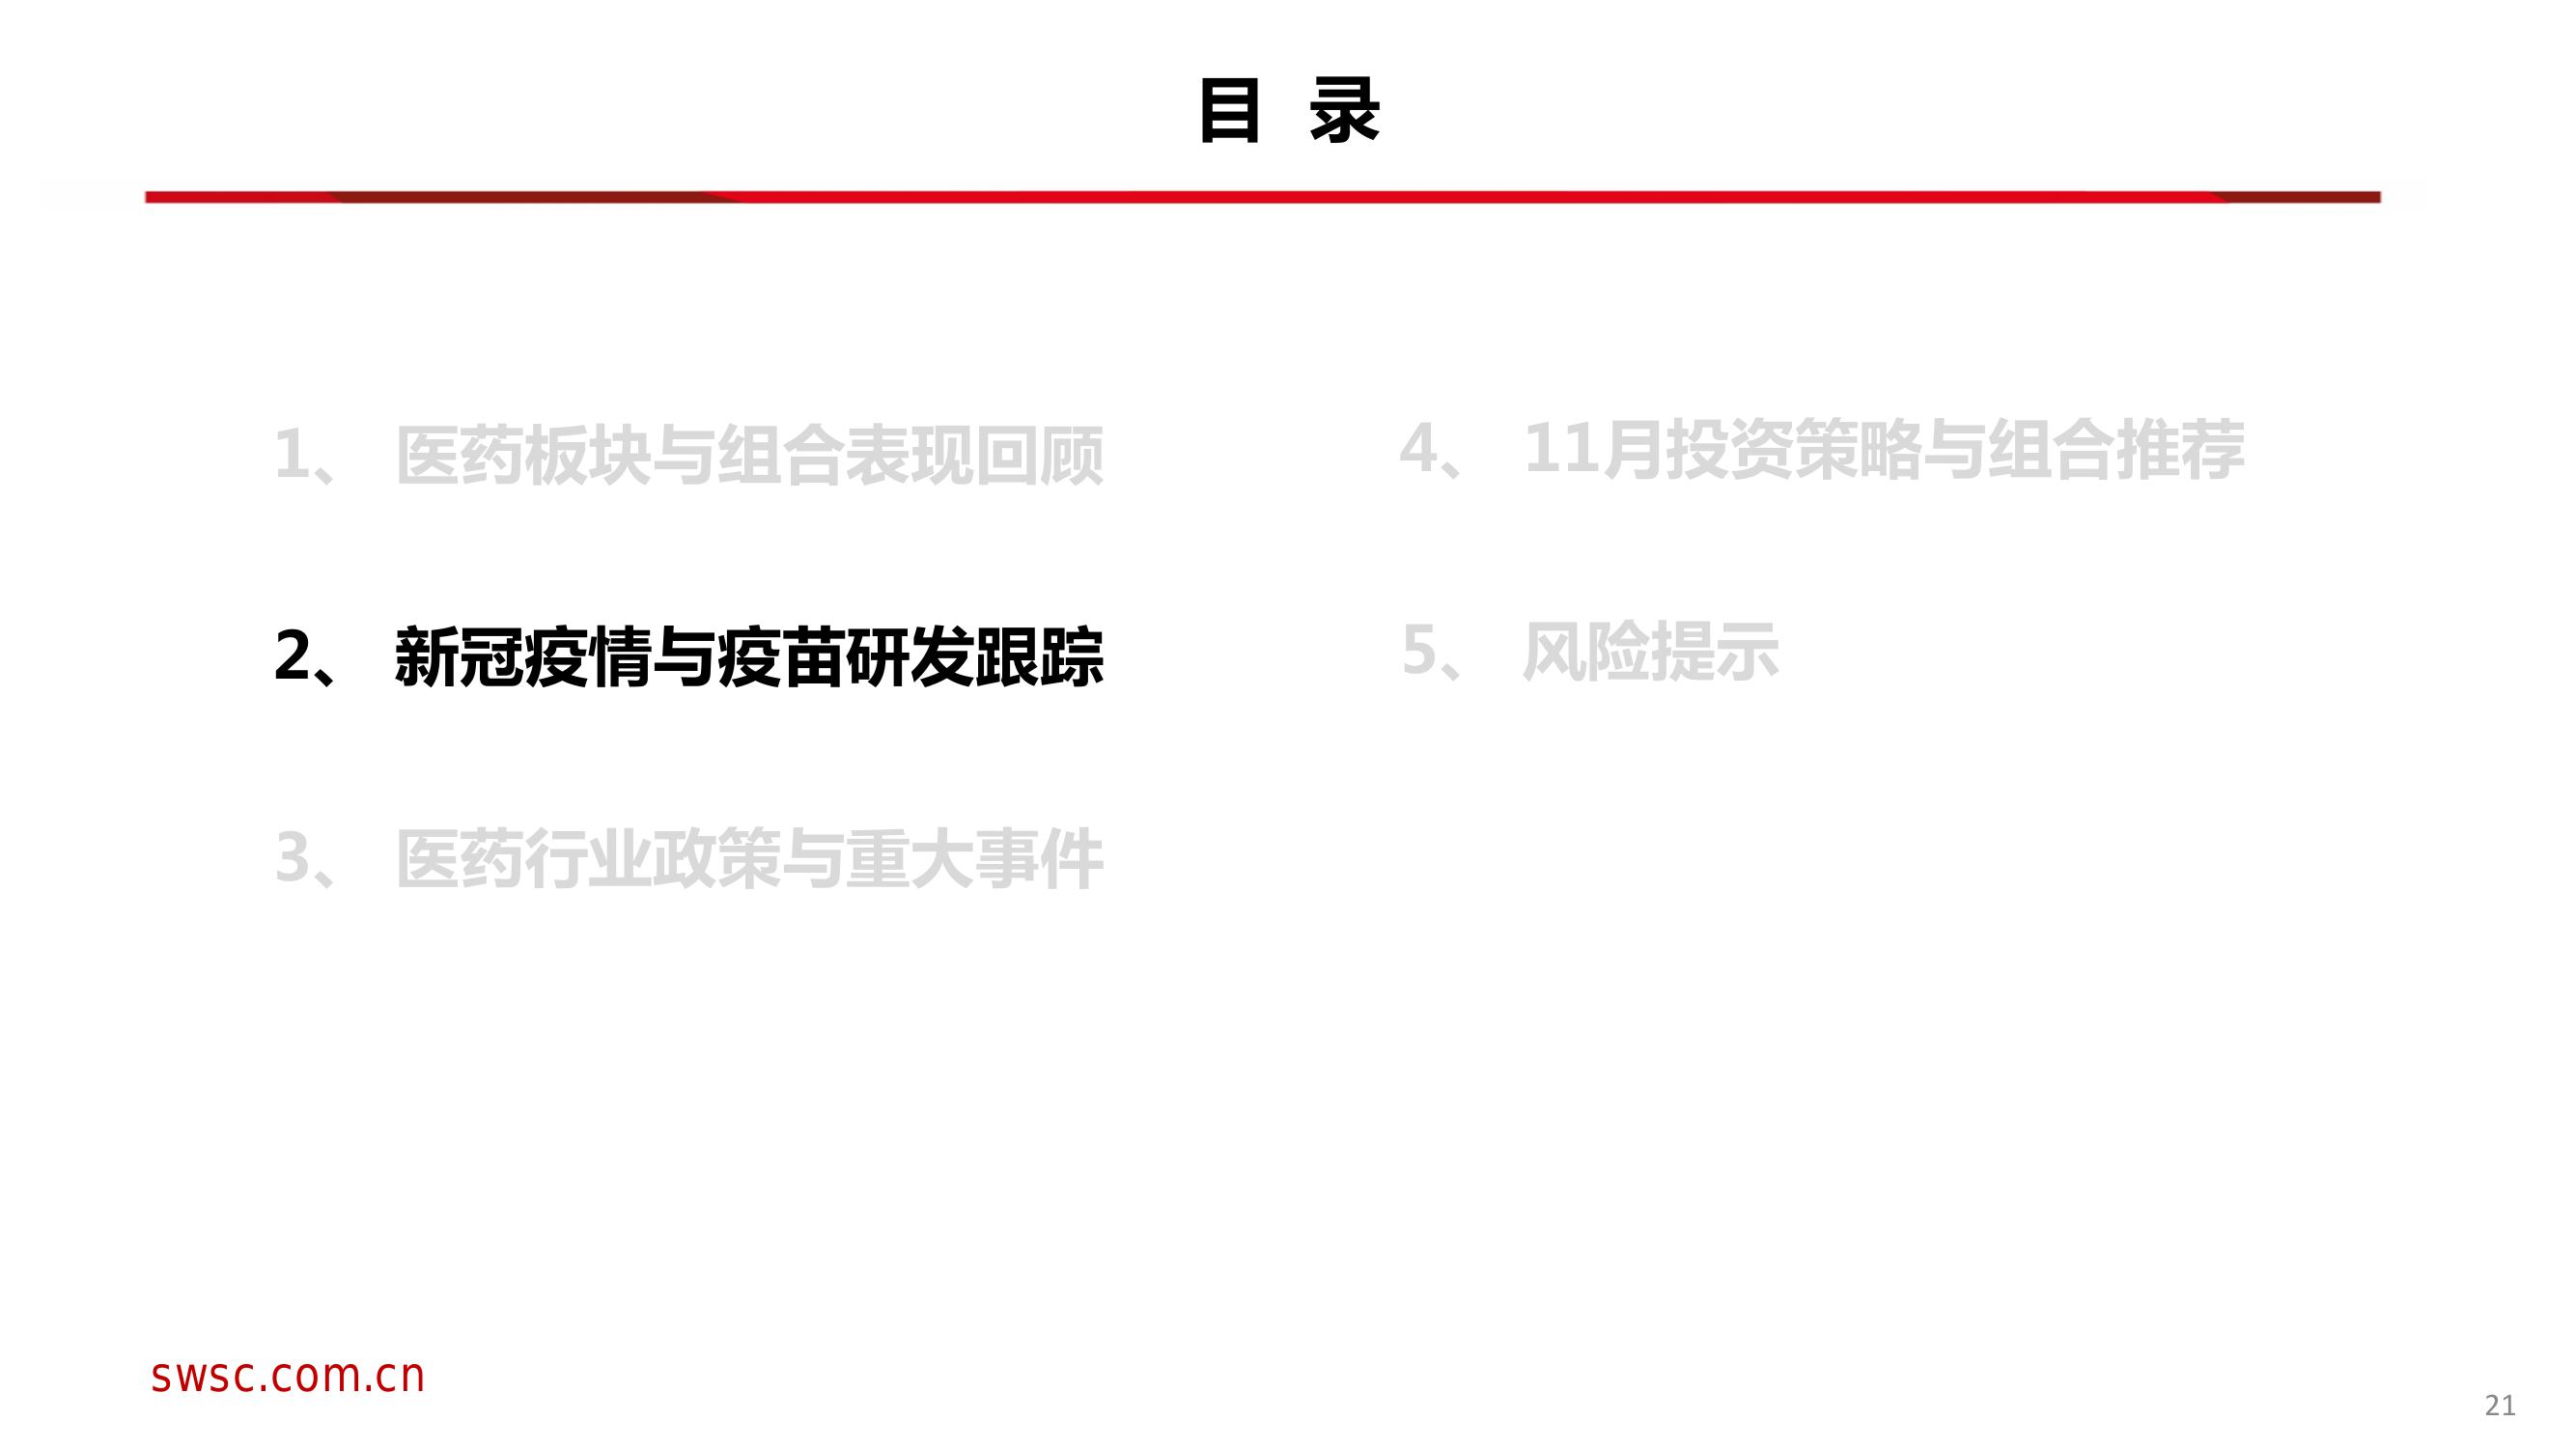 目 录
1、 医药板块与组合表现回顾
2、 新冠疫情与疫苗研发跟踪
3、 医药行业政策与重大事件
4、 11月投资策略与组合推荐
5、 风险提示
swsc.com.cn
21